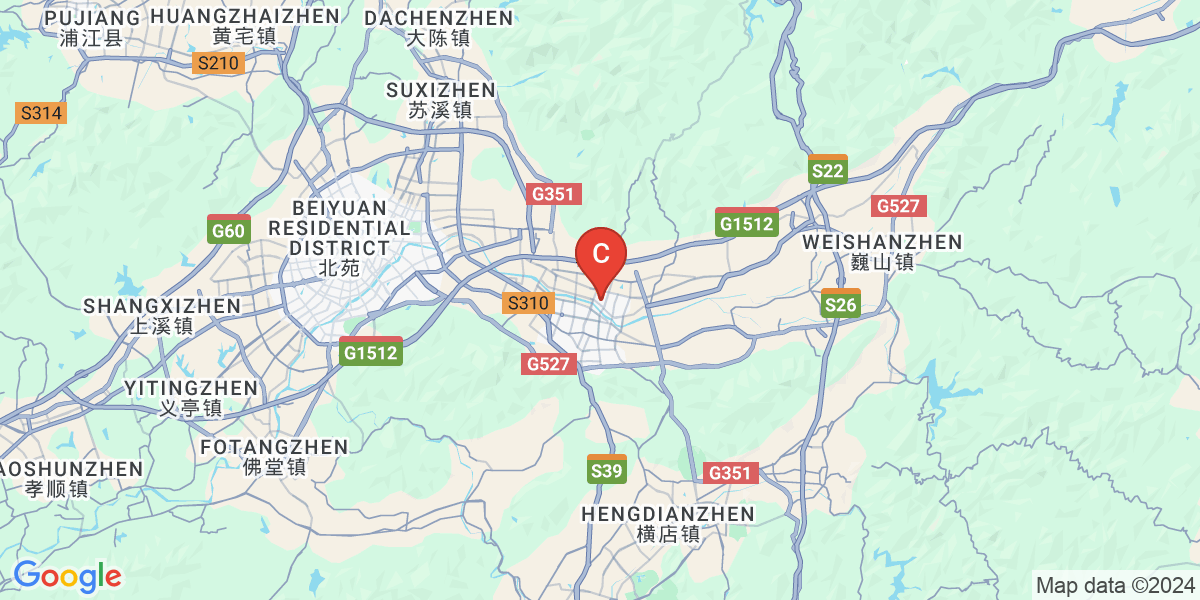 PUJIANG
浦江县
HUANGZHAIZHEN
黄宅镇
DACHENZHEN
大陈镇
S210
S314
SUXIZHEN
苏溪镇
G351
S22
G527
G1512
BEIYUAN
RESIDENTIAL
DISTRICT
北苑
G60
C
WEISHANZHEN
巍山镇
SHANGXIZHEN
上溪镇
S310
S26
G1512
G527
YITINGZHEN
义亭镇
FOTANGZHEN
佛堂镇
AOSHUNZHEN
孝顺镇
S39
G351
HENGDIANZHEN
横店镇
Google
Map data ©2024